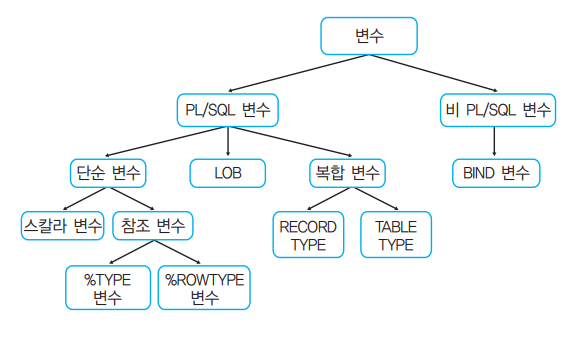 변수
PL/SQL 변수
비 PL/SQL 변수
단순 변수
LOB
복합 변수
BIND 변수
스칼라 변수
참조 변수
RECORD
TYPE
TABLE
TYPE
%TYPE
변수
%ROWTYPE
변수